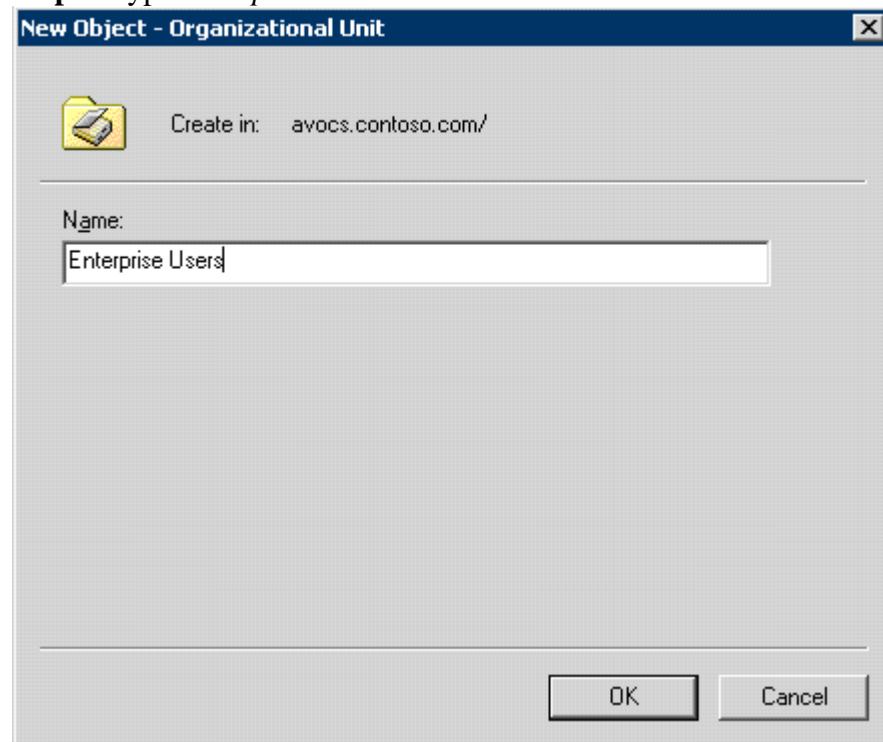 New Object - Organizational Unit
Create in: avocs.contoso.com/
Name:
Enterprise Users
OK Cancel